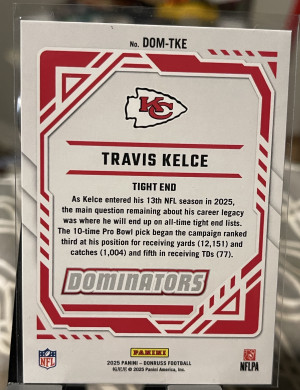 No. DOM-TKE
KC
TRAVIS KELCE
TIGHT END
As Kelce entered his 13th NFL season in 2025,
the main question remaining about his career legacy
was where he will end up on all-time tight end lists.
The 10-time Pro Bowl pick began the campaign ranked
third at his position for receiving yards (12,151) and
catches (1,004) and fifth in receiving TDs (77).
DOMINATORS
PANINI
2025 PANINI - DONRUSS FOOTBALL
© 2025 Panini America, Inc.
NFL
NFLPA